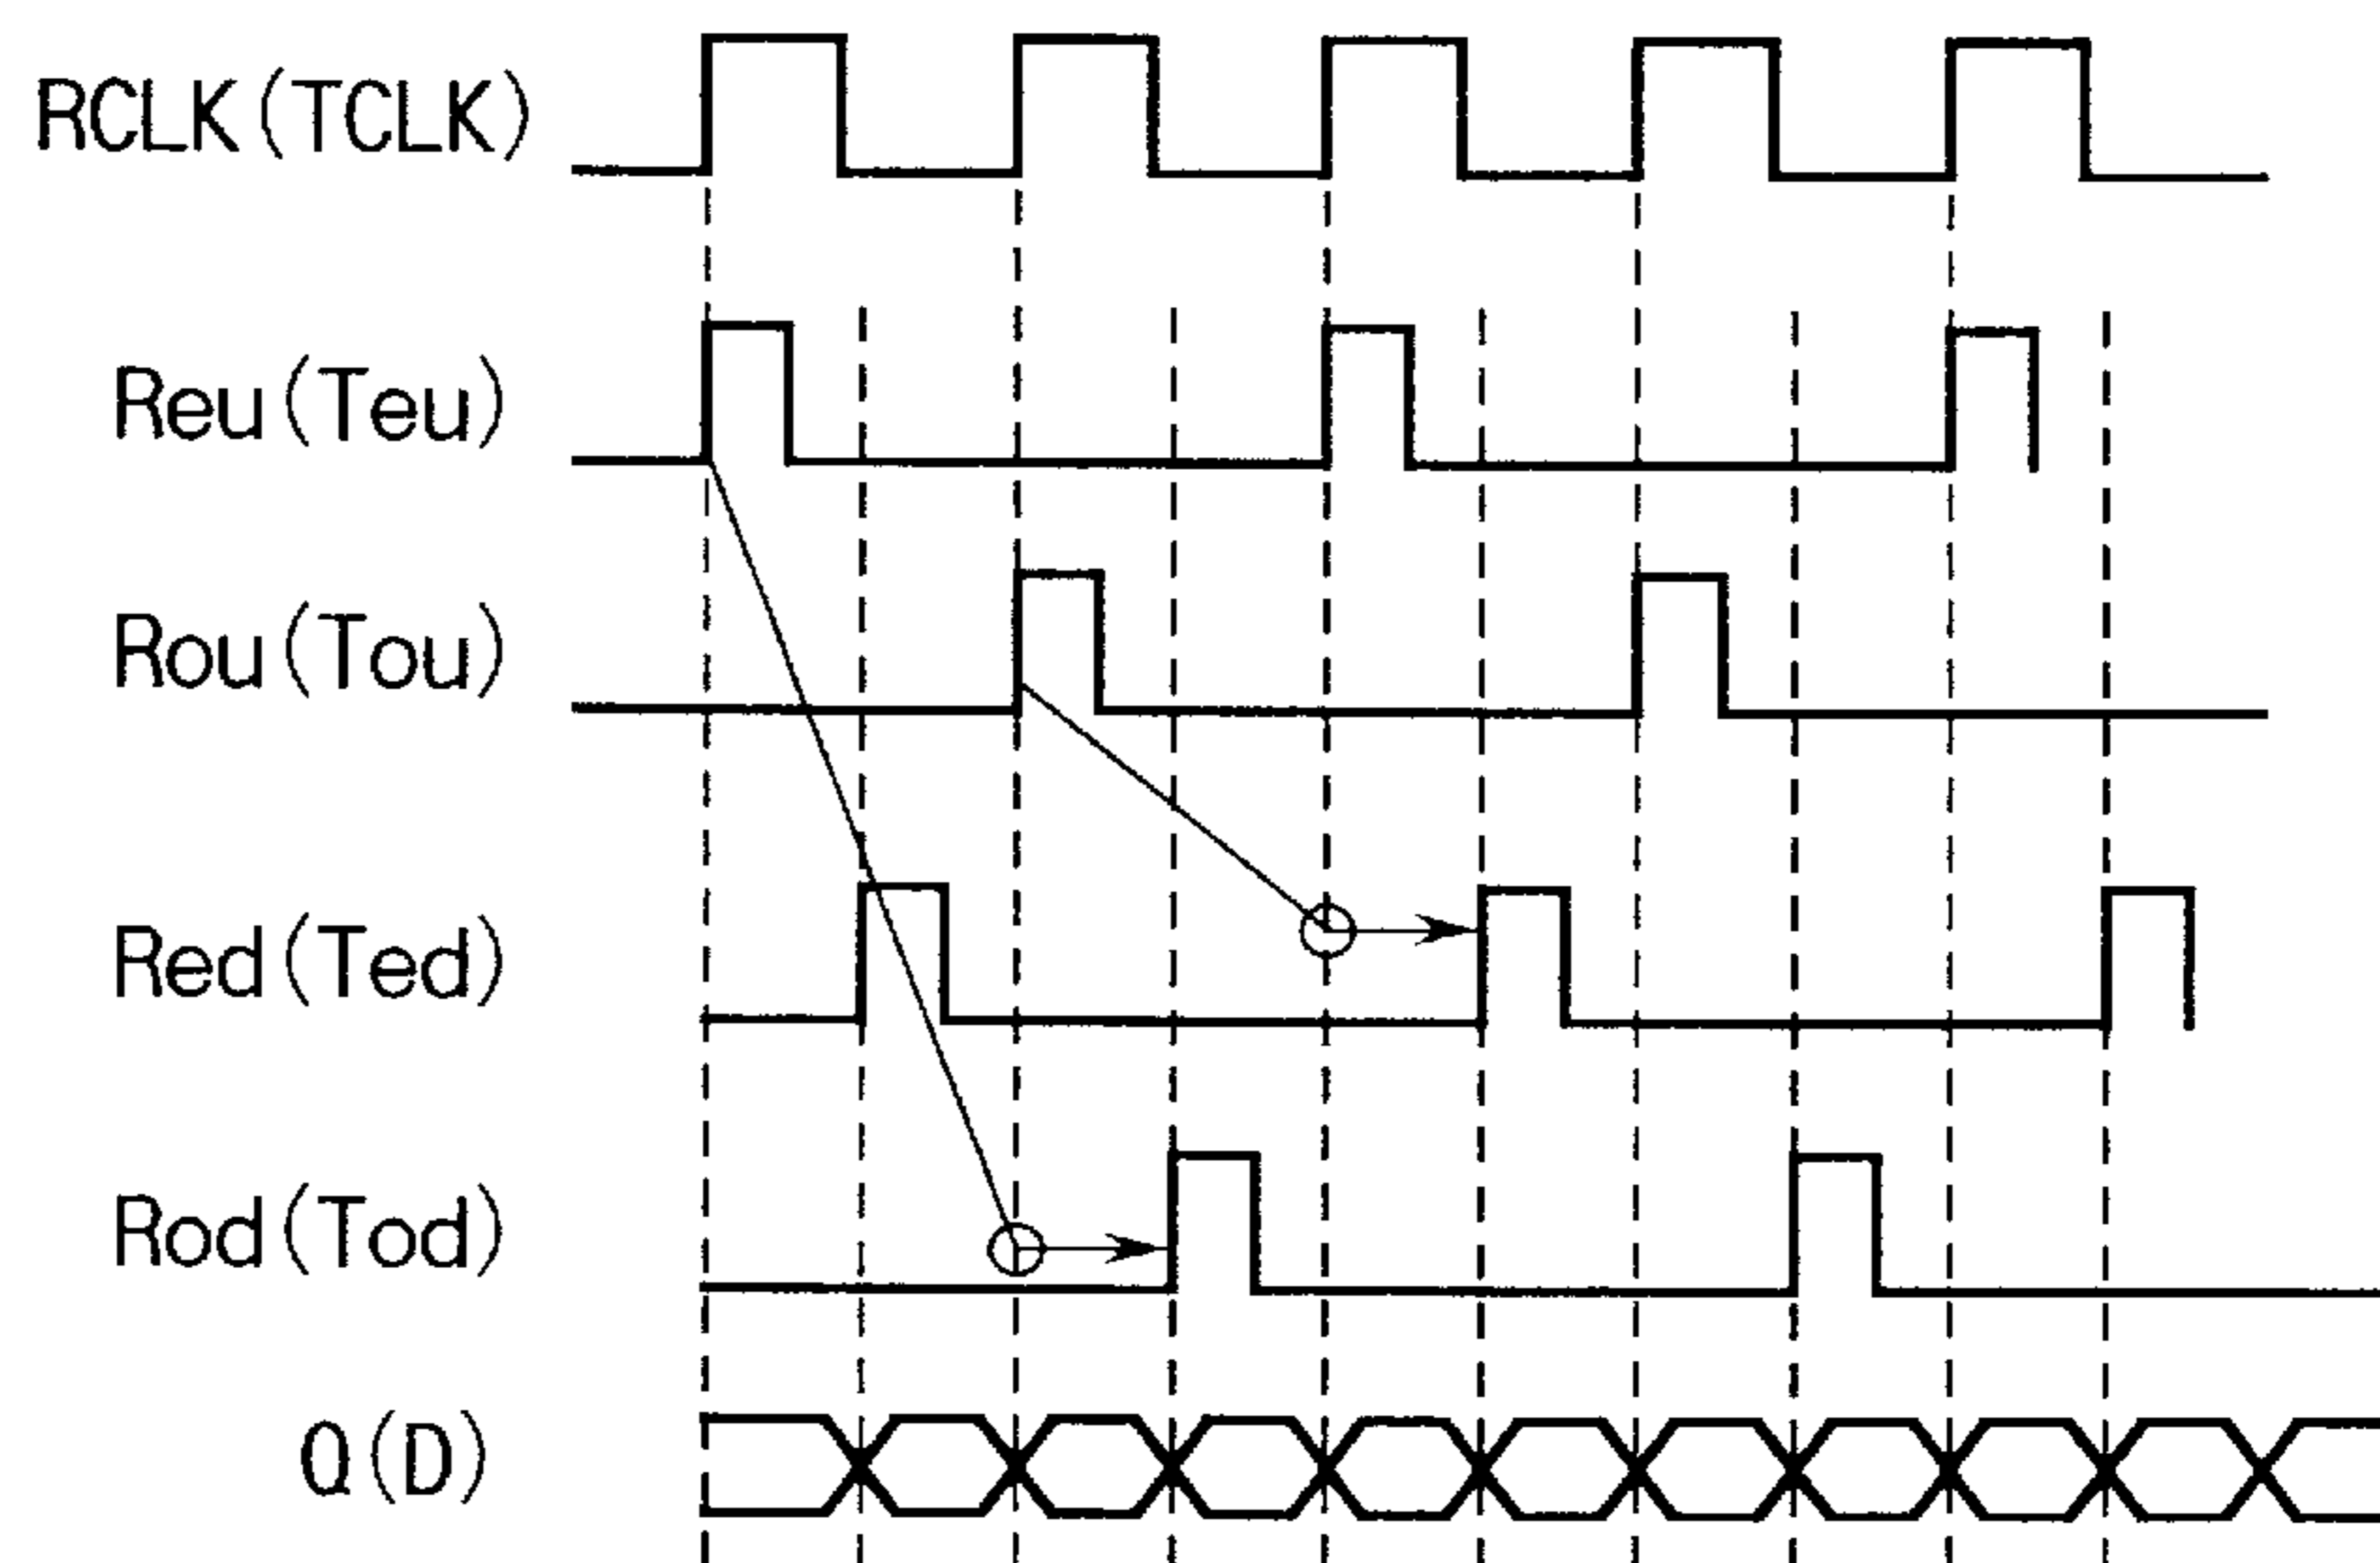 RCLK(TCLK)
Reu(Teu)
Rou(Tou)
Red(Ted)
Rod(Tod)
Q(D)